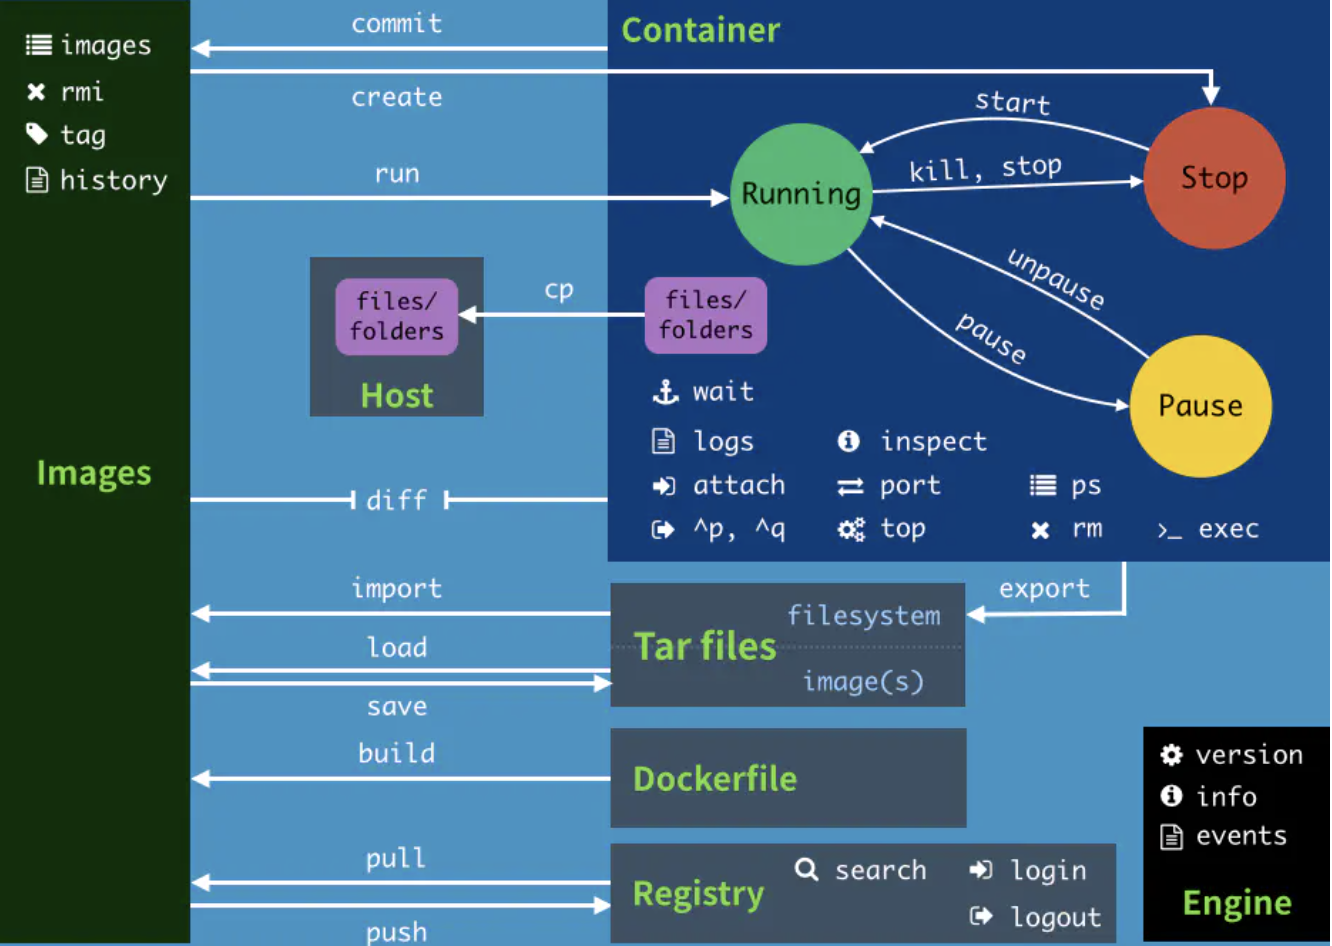 images
rmi
tag
history
Images
commit
create
run
cp
files/
folders
Host
diff
import
load
save
build
pull
push
Container
start
kill, stop
Running
Stop
unpause
pause
Pause
files/
folders
wait
logs
inspect
attach
port
ps
^p, ^q
top
rm
>_ exec
export
Tar files
filesystem
image(s)
Dockerfile
Registry
search
login
logout
version
info
events
Engine